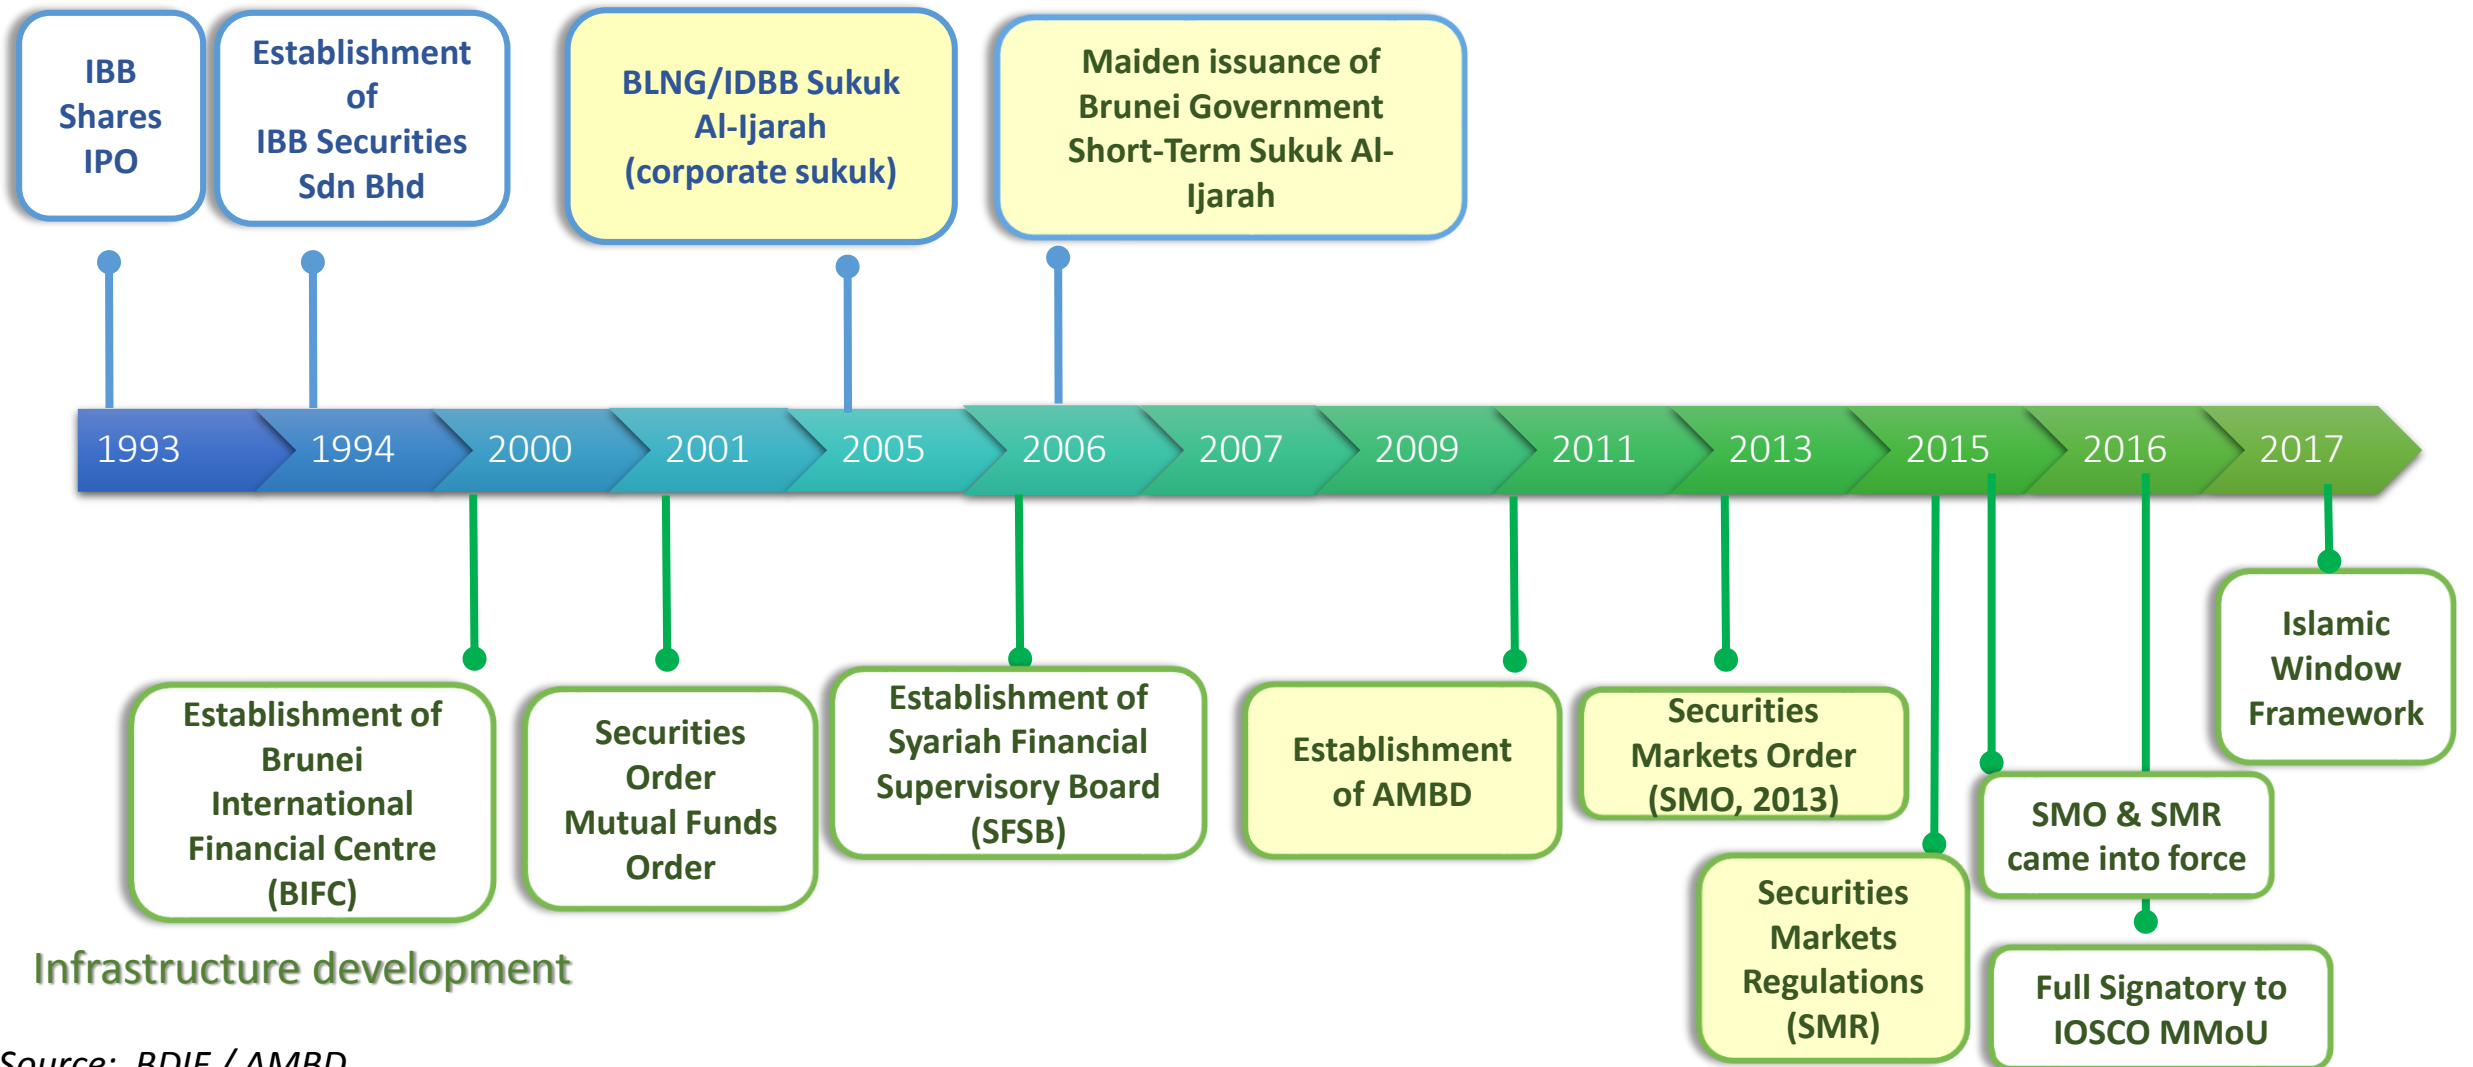 IBB
Shares
IPO
Establishment
of
IBB Securities
Sdn Bhd
BLNG/IDBB Sukuk
Al-Ijarah
(corporate sukuk)
Maiden issuance of
Brunei Government
Short-Term Sukuk Al-
Ijarah
1993
1994
2000
2001
2005
2006
2007
2009
2011
2013
2015
2016
2017
Establishment of
Brunei
International
Financial Centre
(BIFC)
Securities
Order
Mutual Funds
Order
Establishment of
Syariah Financial
Supervisory Board
(SFSB)
Establishment
of AMBD
Securities
Markets Order
(SMO, 2013)
Securities
Markets
Regulations
(SMR)
SMO & SMR
came into force
Full Signatory to
IOSCO MMoU
Islamic
Window
Framework
Infrastructure development
Source: BDIF / AMBD